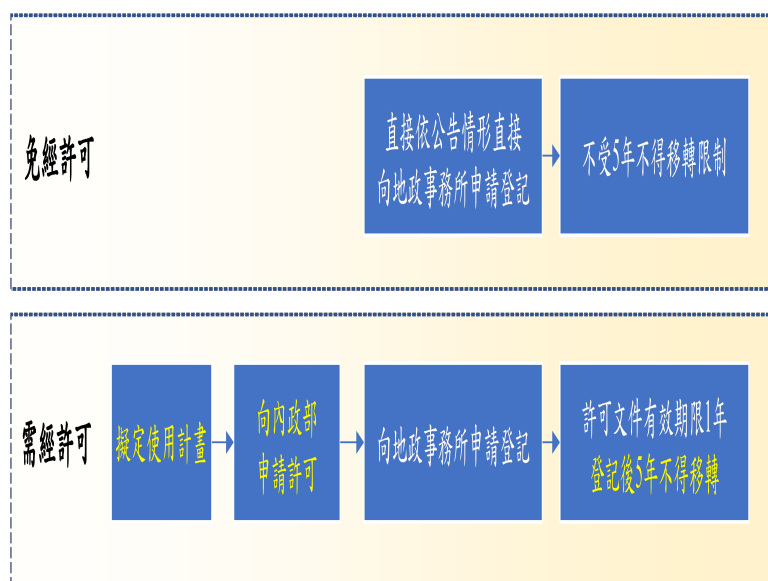 免經許可
直接依公告情形直接
向地政事務所申請登記
不受5年不得移轉限制
需經許可
擬定使用計畫
向內政部
申請許可
向地政事務所申請登記
許可文件有效期限1年
登記後5年不得移轉